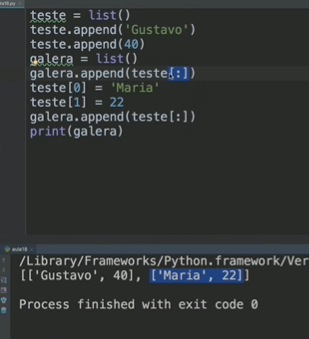 teste = list()
teste.append('Gustavo')
teste.append(40)
galera = list()
galera.append(teste[:])
teste[0] = 'Maria'
teste[1] = 22
galera.append(teste[:])
print(galera)
aula18
/Library/Frameworks/Python.framework/Ver
[['Gustavo', 40], ['Maria', 22]]
Process finished with exit code 0